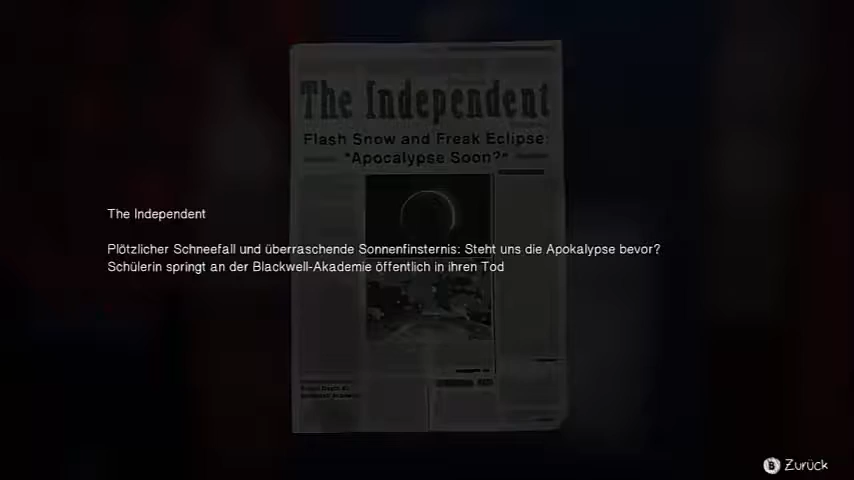 The Independent
Flash Snow and Freak Eclipse:
"Apocalypse Soon?"
The Independent
Plötzlicher Schneefall und überraschende Sonnenfinsternis: Steht uns die Apokalypse bevor?
Schülerin springt an der Blackwell-Akademie öffentlich in ihren Tod
B Zurück